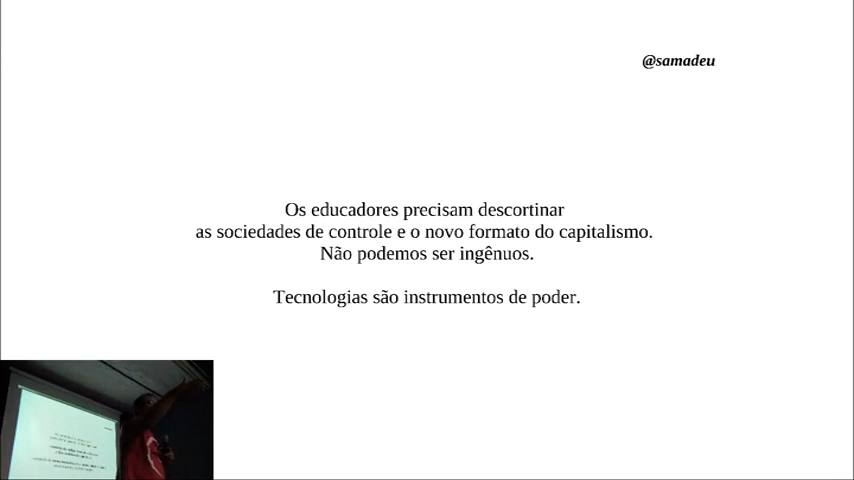 @samadeu
Os educadores precisam descortinar
as sociedades de controle e o novo formato do capitalismo.
Não podemos ser ingênuos.
Tecnologias são instrumentos de poder.